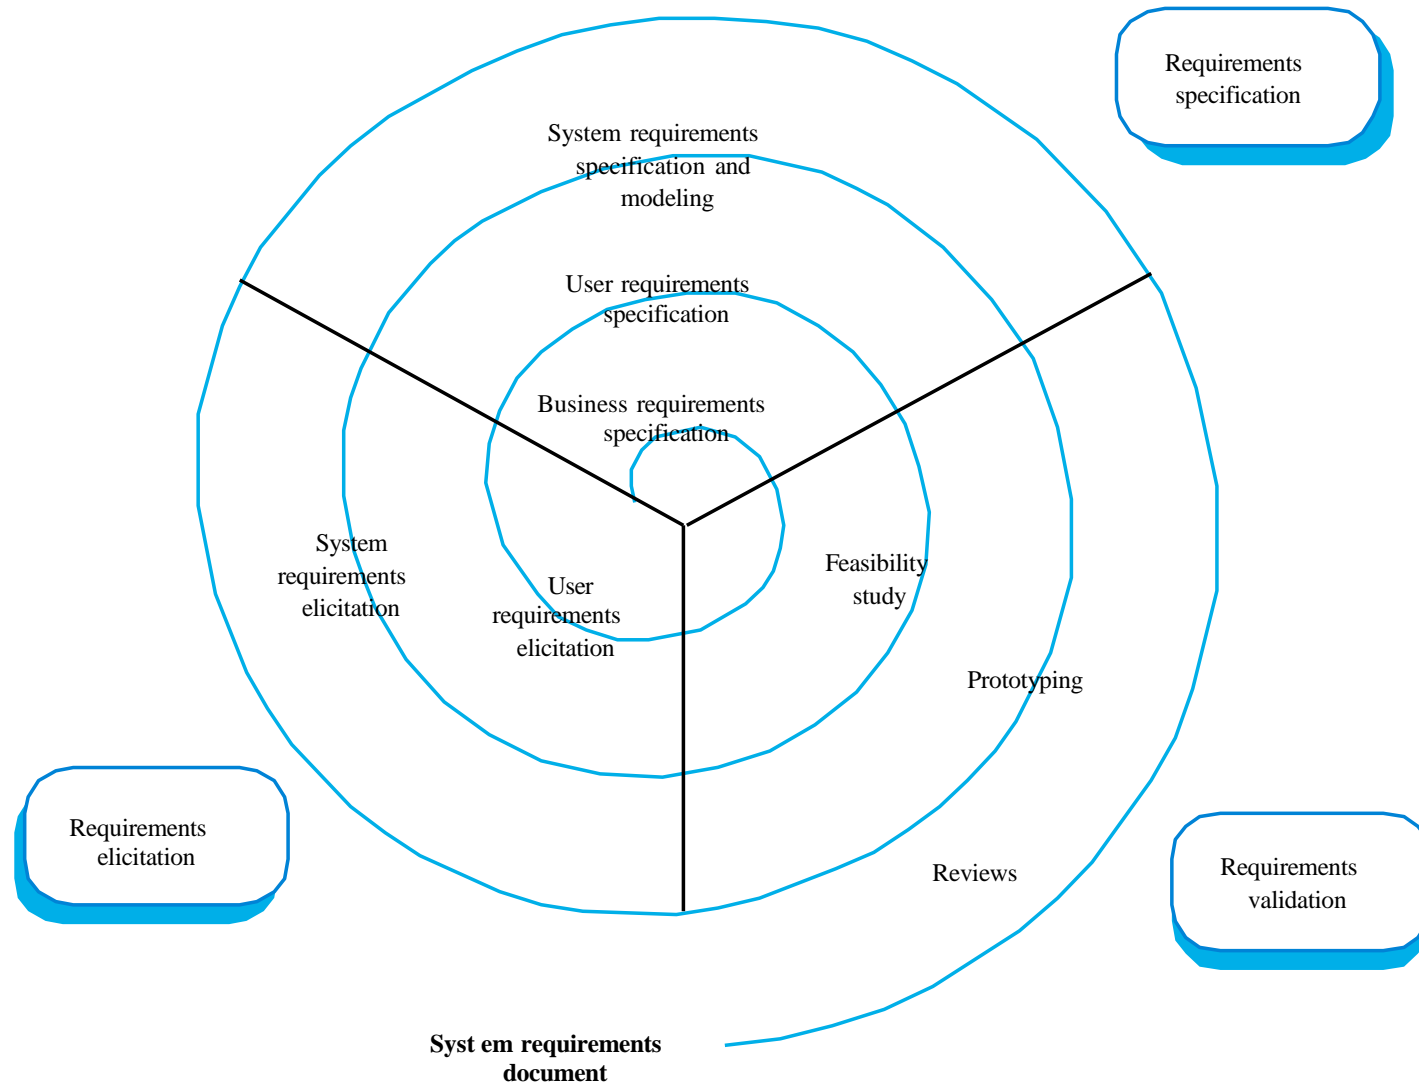 Requirements
specification
System requirements
specification and
modeling
User requirements
specification
Business requirements
specification
System
requirements
elicitation
User
requirements
elicitation
Feasibility
study
Prototyping
Reviews
Requirements
elicitation
Requirements
validation
Syst em requirements
document